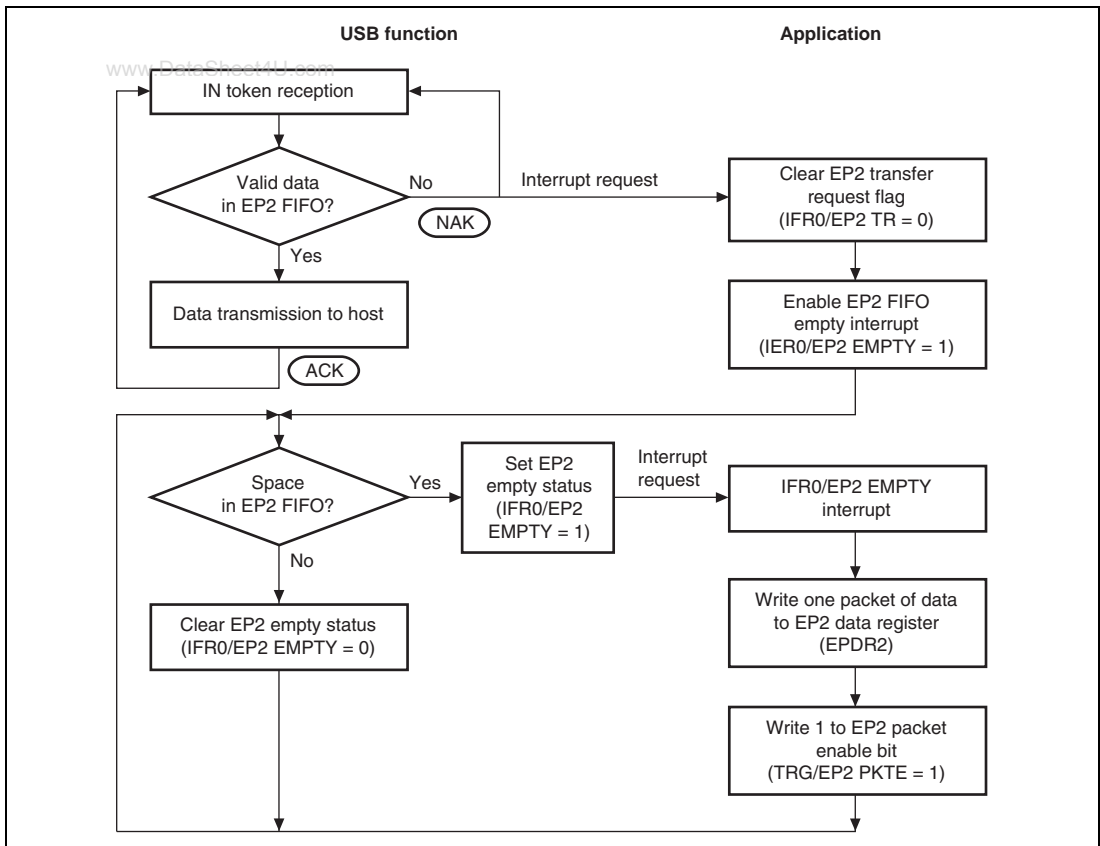 USB function
Application
www.DataSheet4U.com
IN token reception
Valid data
in EP2 FIFO?
No
NAK
Interrupt request
Clear EP2 transfer
request flag
(IFR0/EP2 TR = 0)
Yes
Data transmission to host
ACK
Enable EP2 FIFO
empty interrupt
(IER0/EP2 EMPTY = 1)
Space
in EP2 FIFO?
Yes
Set EP2
empty status
(IFR0/EP2
EMPTY = 1)
Interrupt
request
IFR0/EP2 EMPTY
interrupt
No
Clear EP2 empty status
(IFR0/EP2 EMPTY = 0)
Write one packet of data
to EP2 data register
(EPDR2)
Write 1 to EP2 packet
enable bit
(TRG/EP2 PKTE = 1)